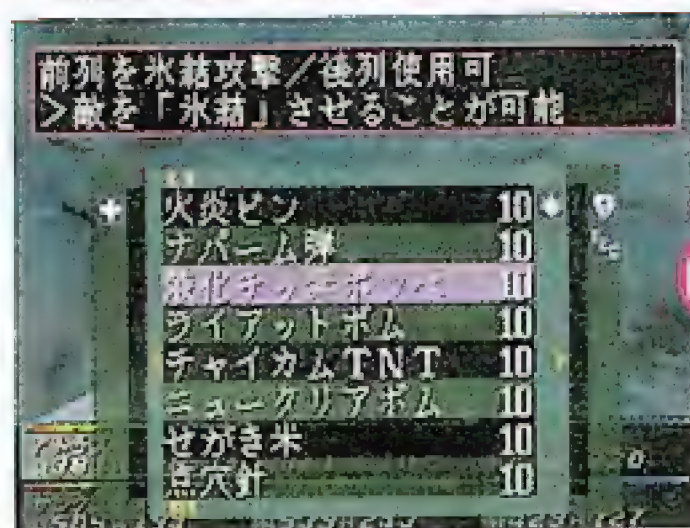 前列を氷結攻撃/後列使用可
>敵を「氷結」させることが可能
火炎ビン 10
ナパーム弾 10
10
ライアットボム 10
チャイカムTNT 10
ニュークリアボム 10
せがき米 10
点穴針 10